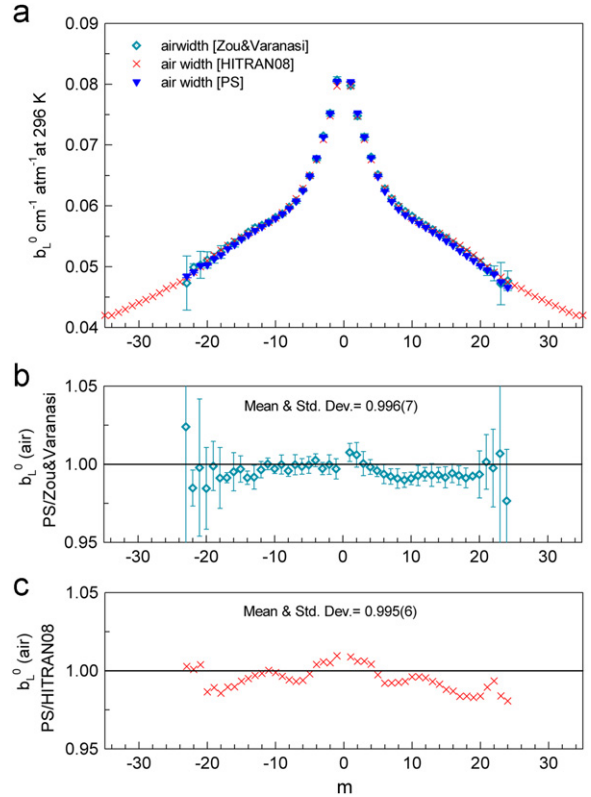 a
0.09
0.08
0.07
0.06
0.05
0.04
b_L^0 cm^-1 atm^-1 at 296 K
airwidth [Zou&Varanasi]
air width [HITRAN08]
air width [PS]
-30 -20 -10 0 10 20 30
b
1.05
1.00
0.95
b_L^0 (air)
PS/Zou&Varanasi
Mean & Std. Dev.= 0.996(7)
-30 -20 -10 0 10 20 30
c
1.05
1.00
0.95
b_L^0 (air)
PS/HITRAN08
Mean & Std. Dev.= 0.995(6)
-30 -20 -10 0 10 20 30
m